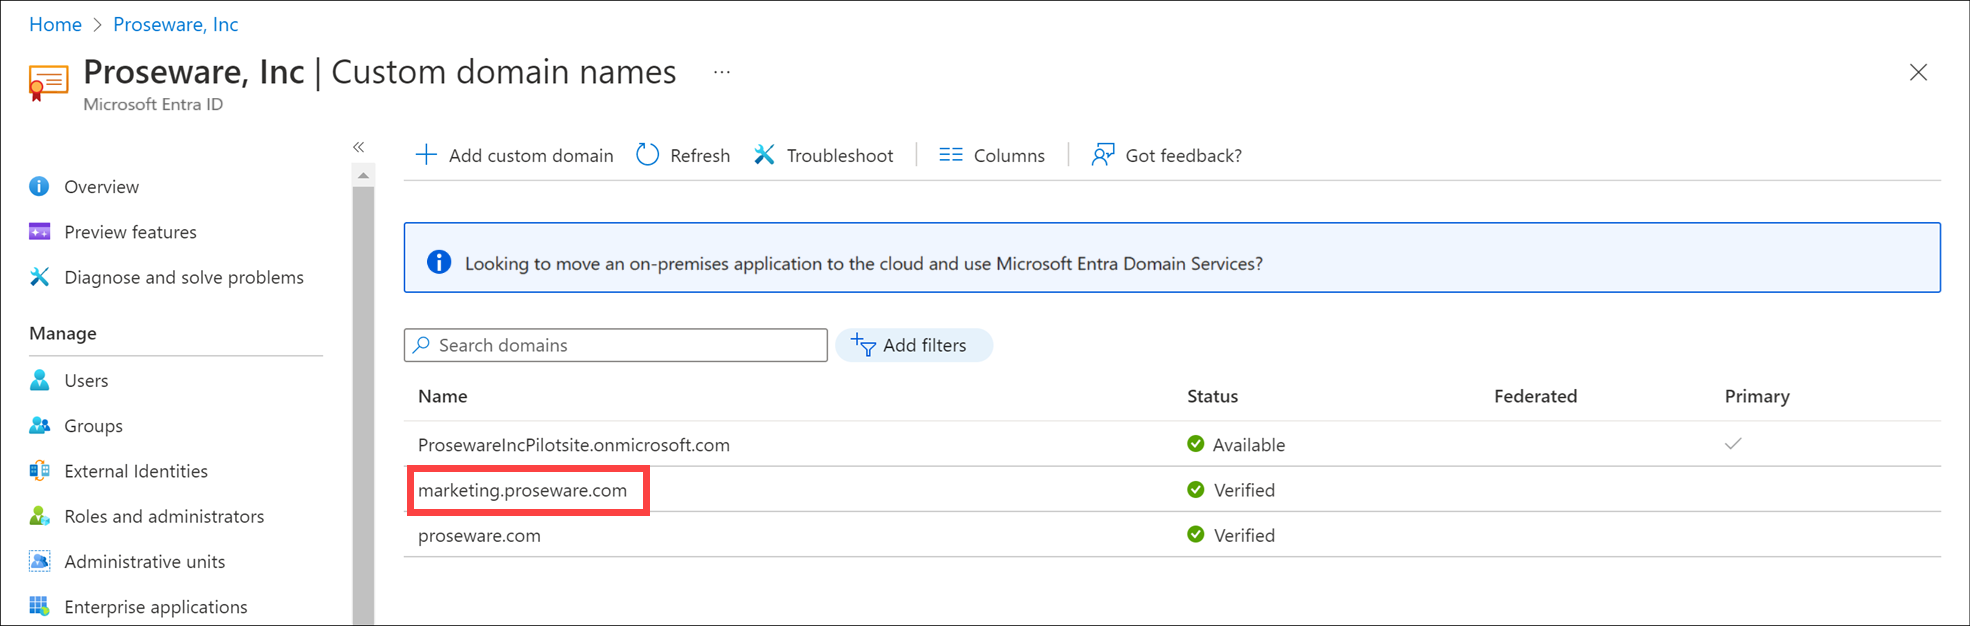 Home > Proseware, Inc
Proseware, Inc | Custom domain names ...
Microsoft Entra ID
«
Add custom domain Refresh Troubleshoot Columns Got feedback?
Overview
Preview features
Diagnose and solve problems
Manage
Users
Groups
External Identities
Roles and administrators
Administrative units
Enterprise applications
Looking to move an on-premises application to the cloud and use Microsoft Entra Domain Services?
Search domains Add filters
Name Status Federated Primary
ProsewareIncPilotsite.onmicrosoft.com Available
marketing.proseware.com Verified
proseware.com Verified